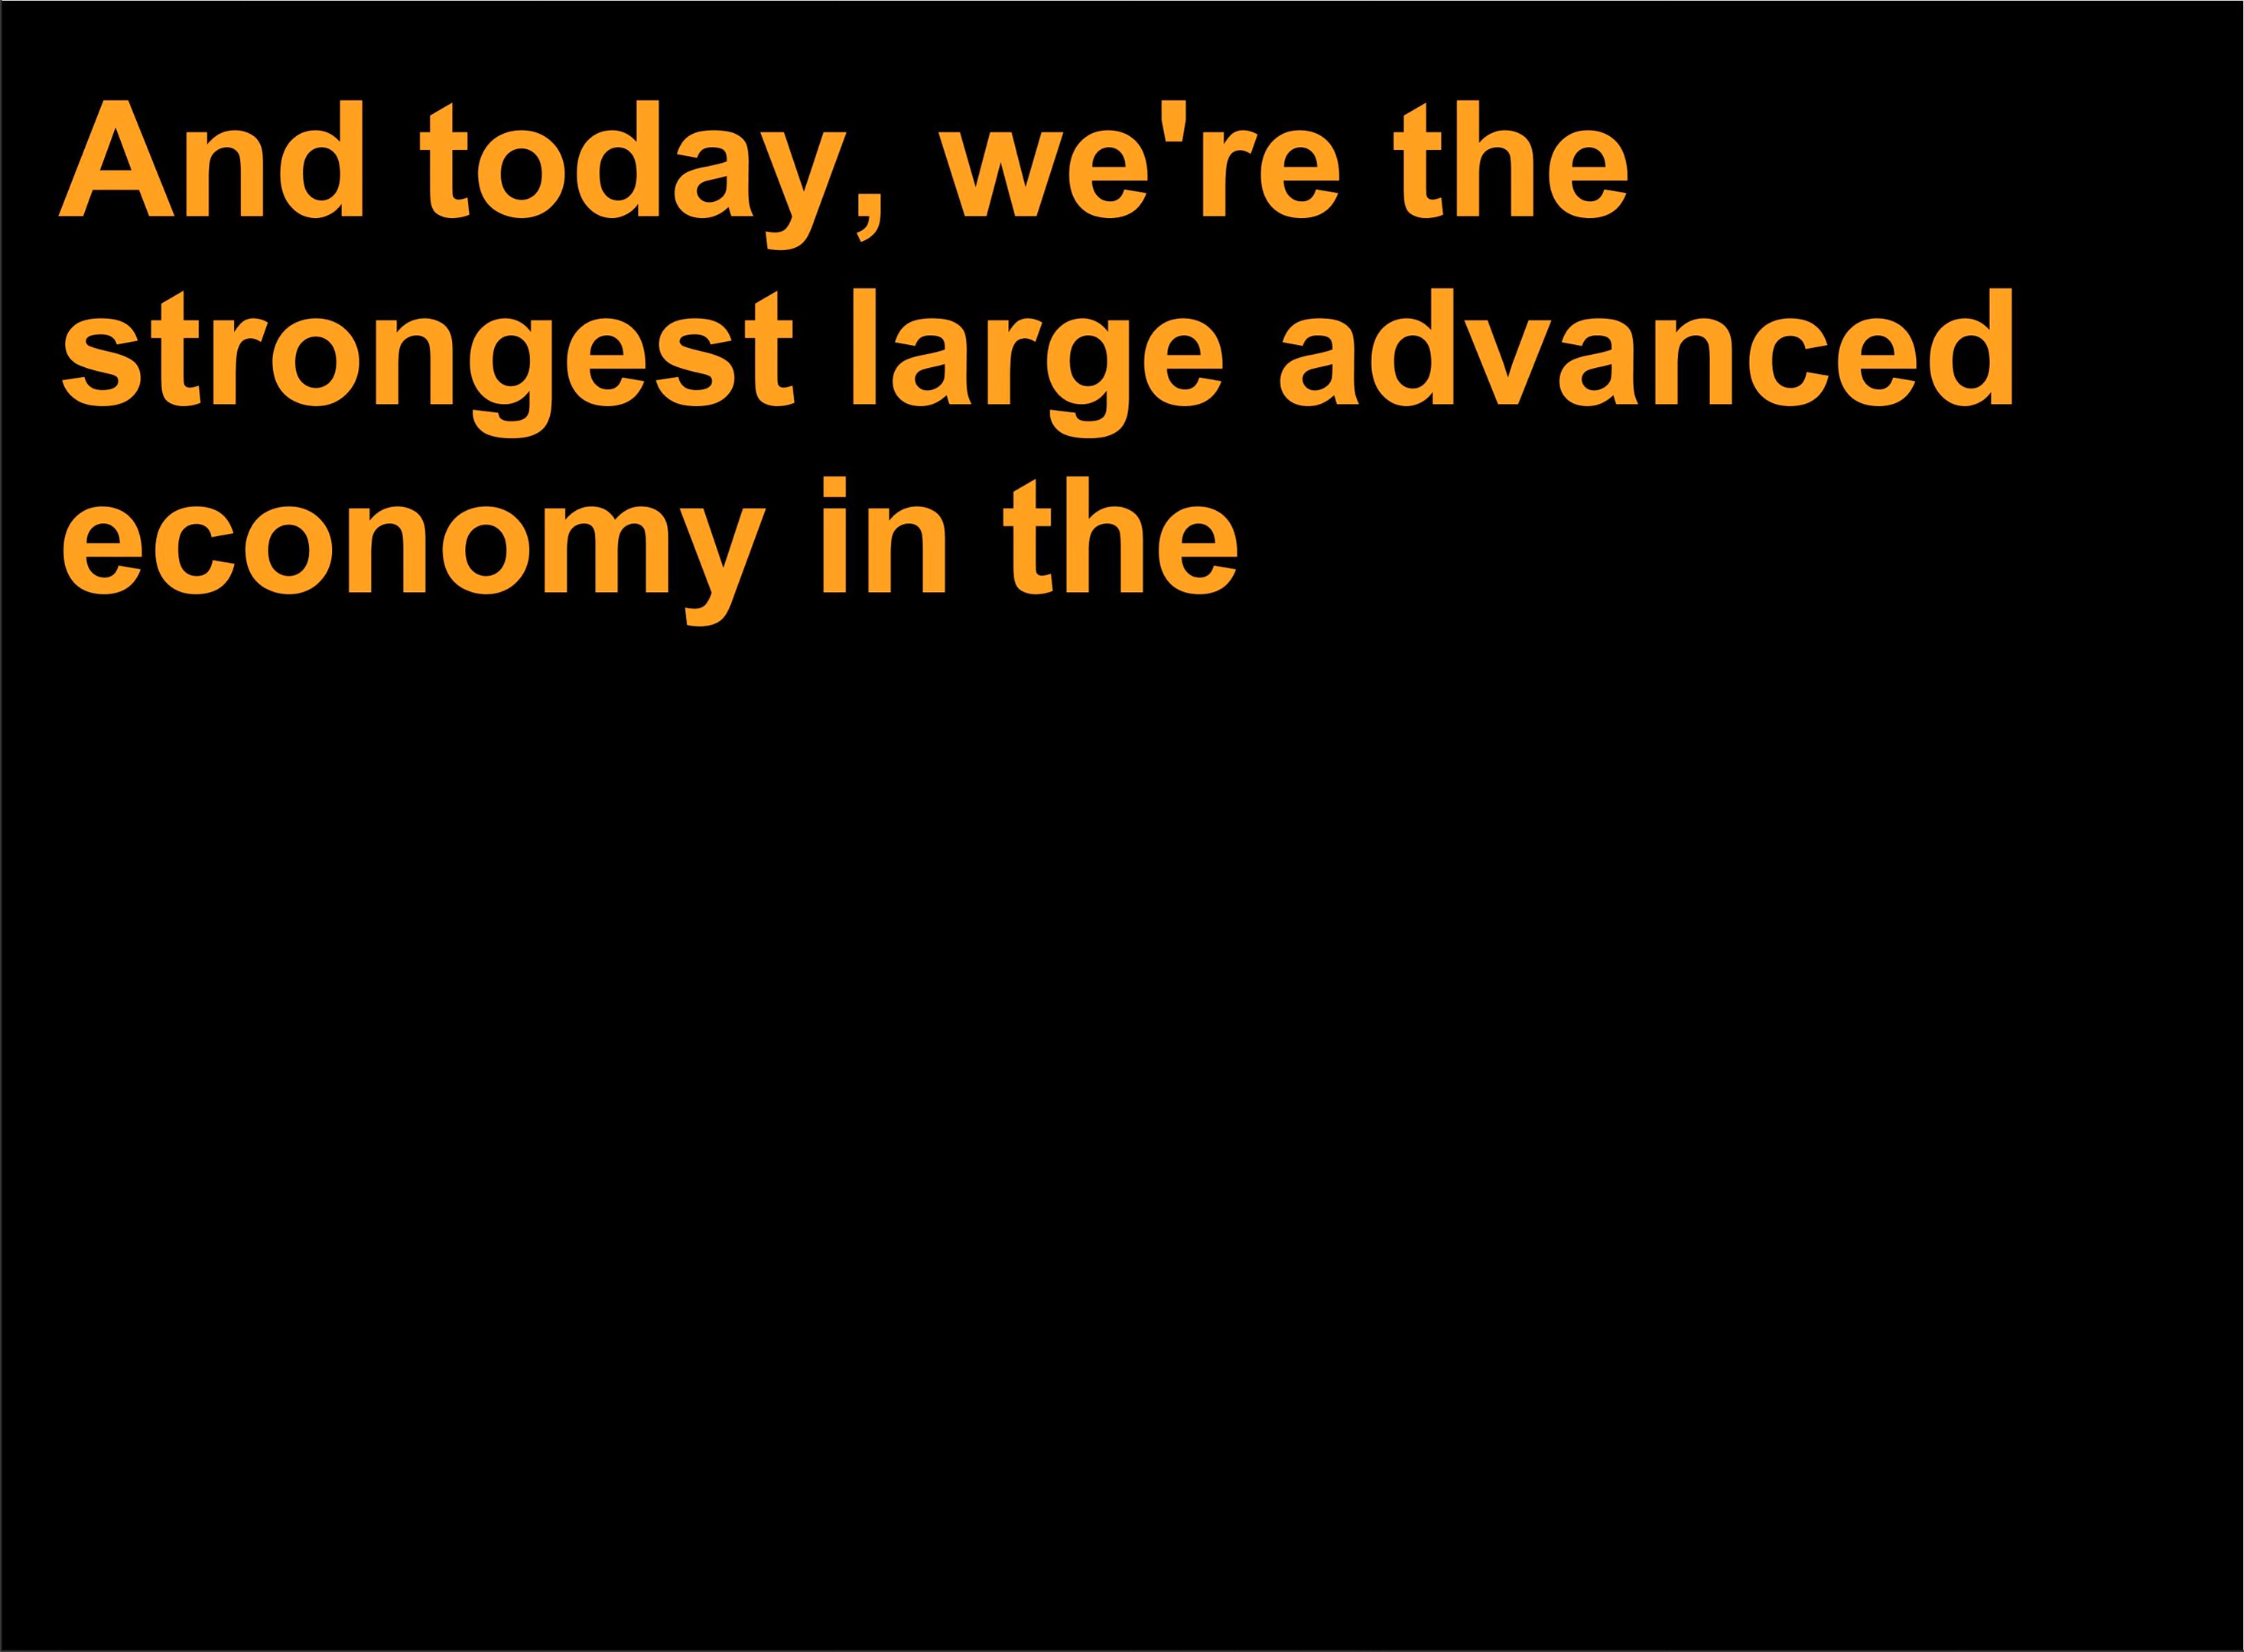 And today, we're the
strongest large advanced
economy in the